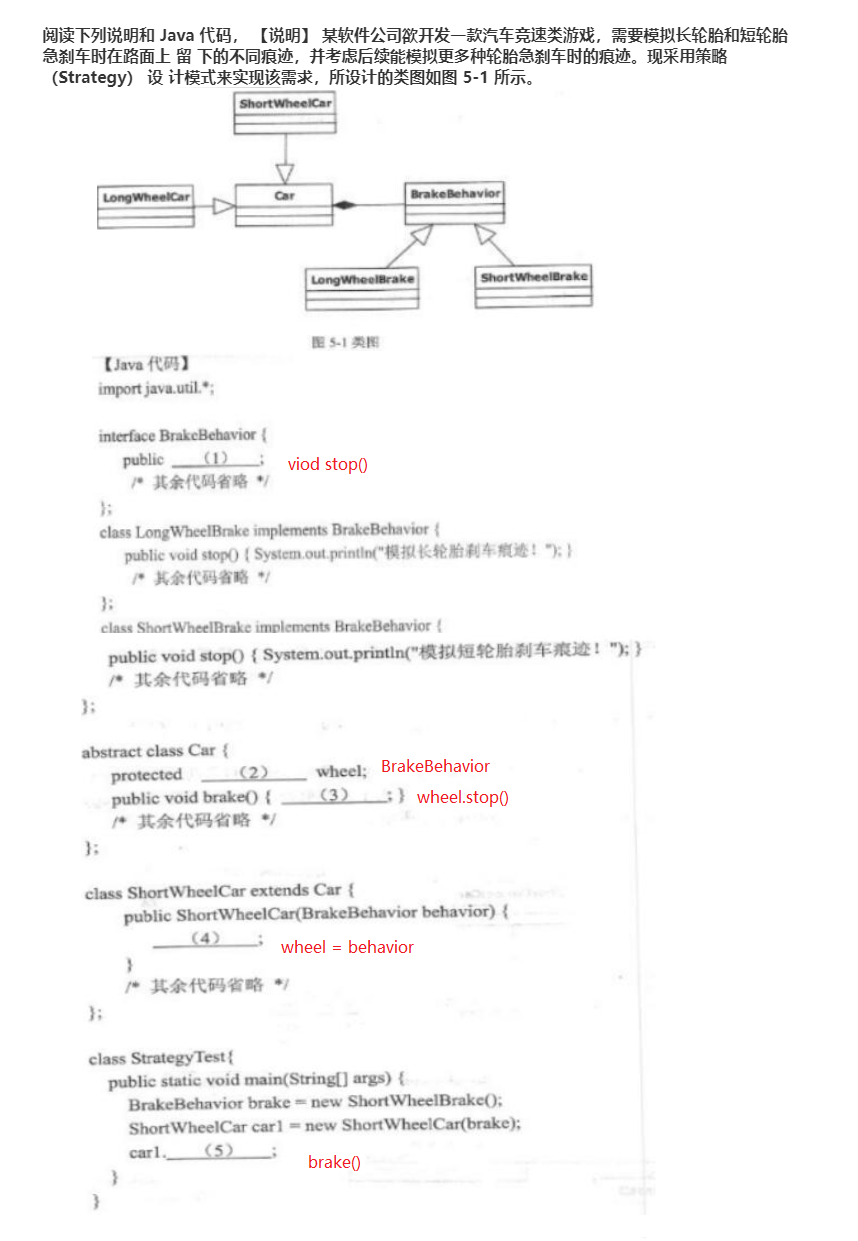 阅读下列说明和 Java 代码， 【说明】 某软件公司欲开发一款汽车竞速类游戏，需要模拟长轮胎和短轮胎
急刹车时在路面上 留 下的不同痕迹，并考虑后续能模拟更多种轮胎急刹车时的痕迹。现采用策略
（Strategy） 设 计模式来实现该需求，所设计的类图如图 5-1 所示。
ShortWheelCar
LongWheelCar
Car
BrakeBehavior
LongWheelBrake
ShortWheelBrake
图 5-1 类图
【Java 代码】
import java.util.*;
interface BrakeBehavior {
public （1） ; viod stop()
/* 其余代码省略 */
};
class LongWheelBrake implements BrakeBehavior {
public void stop() { System.out.println("模拟长轮胎刹车痕迹！"); }
/* 其余代码省略 */
};
class ShortWheelBrake implements BrakeBehavior {
public void stop() { System.out.println("模拟短轮胎刹车痕迹！"); }
/* 其余代码省略 */
};
abstract class Car {
protected （2） wheel; BrakeBehavior
public void brake() { （3） ; } wheel.stop()
/* 其余代码省略 */
};
class ShortWheelCar extends Car {
public ShortWheelCar(BrakeBehavior behavior) {
（4） ; wheel = behavior
}
/* 其余代码省略 */
};
class StrategyTest{
public static void main(String[] args) {
BrakeBehavior brake = new ShortWheelBrake();
ShortWheelCar car1 = new ShortWheelCar(brake);
car1. （5） ; brake()
}
}